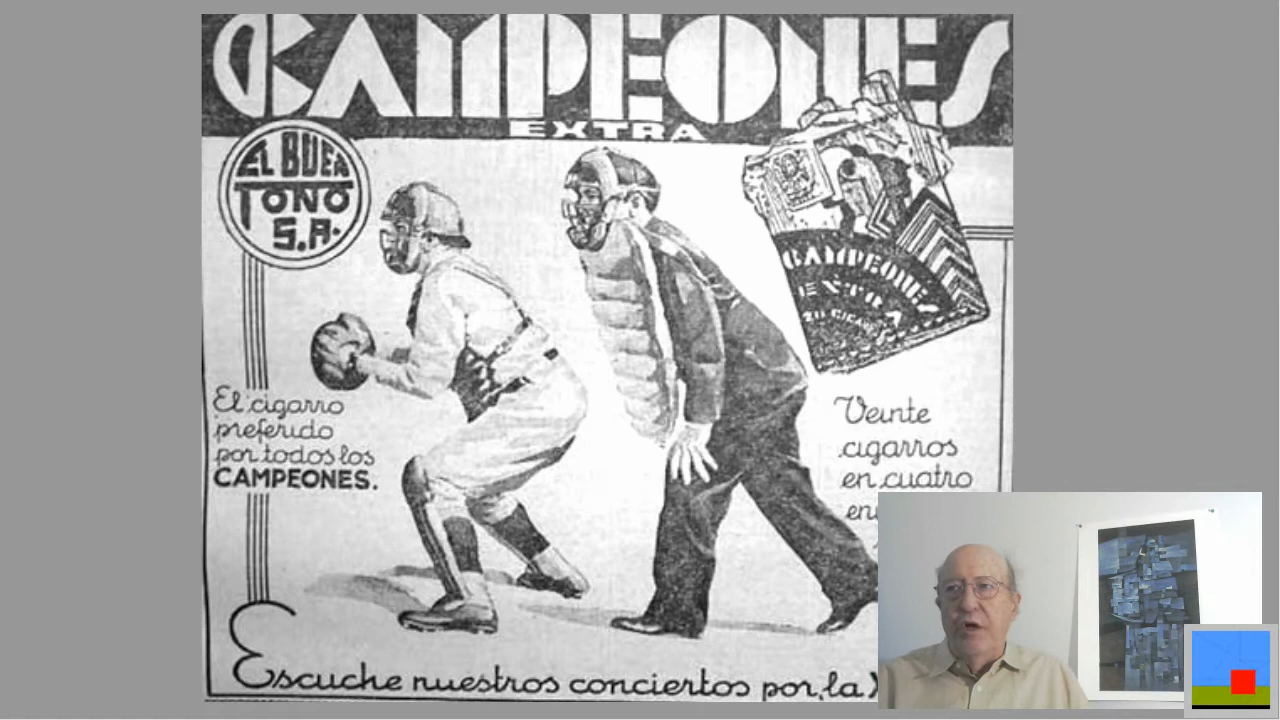 CAMPEONES
EXTRA
EL BUEN
TONO
S.A.
CAMPEONES
EXTRA
El cigarro
preferido
por todos los
CAMPEONES.
Veinte
cigarros
en cuatro
Escuche nuestros conciertos por la